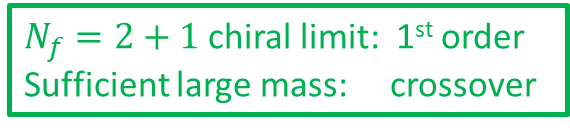 N_f = 2 + 1 chiral limit: 1st order
Sufficient large mass: crossover